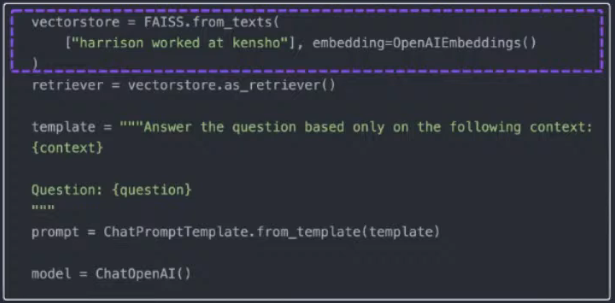 vectorstore = FAISS.from_texts(
    ["harrison worked at kensho"], embedding=OpenAIEmbeddings()
)
retriever = vectorstore.as_retriever()

template = """Answer the question based only on the following context:
{context}

Question: {question}
"""
prompt = ChatPromptTemplate.from_template(template)

model = ChatOpenAI()